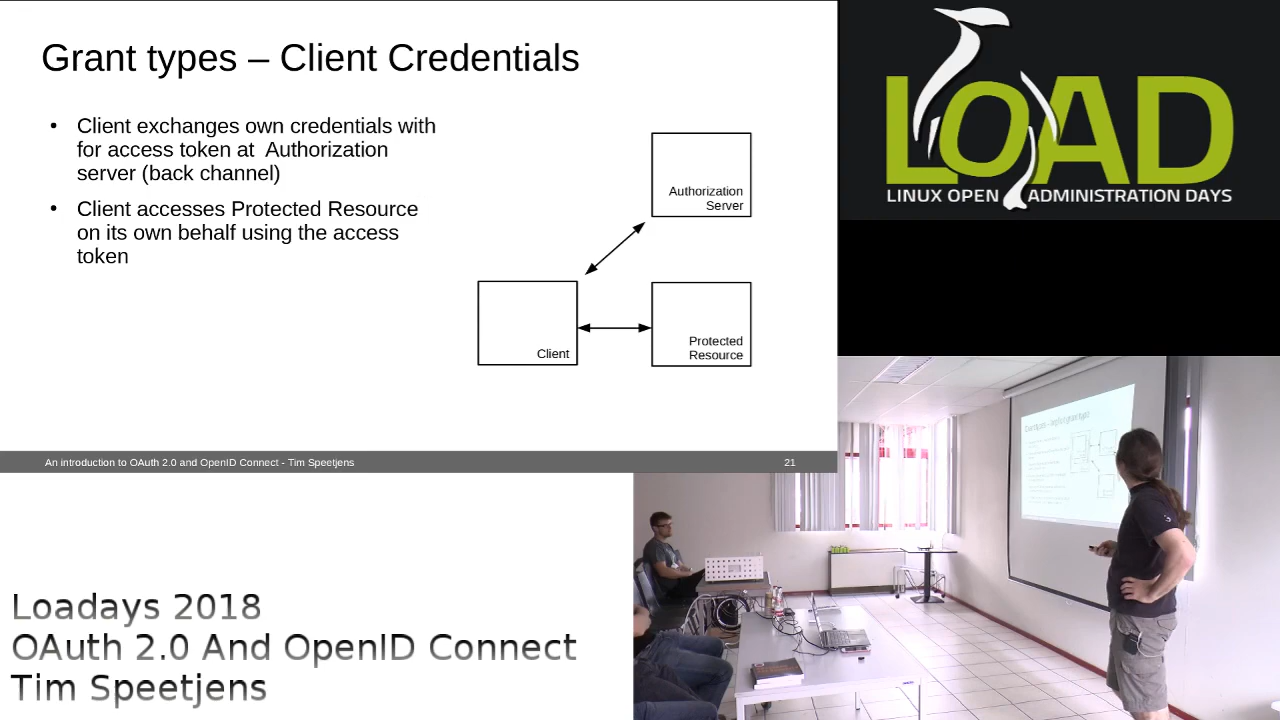 Grant types – Client Credentials
• Client exchanges own credentials with
for access token at  Authorization
server (back channel)
• Client accesses Protected Resource
on its own behalf using the access
token
Authorization
Server
Client
Protected
Resource
An introduction to OAuth 2.0 and OpenID Connect - Tim Speetjens
21
LOAD
LINUX OPEN ADMINISTRATION DAYS
Loadays 2018
OAuth 2.0 And OpenID Connect
Tim Speetjens